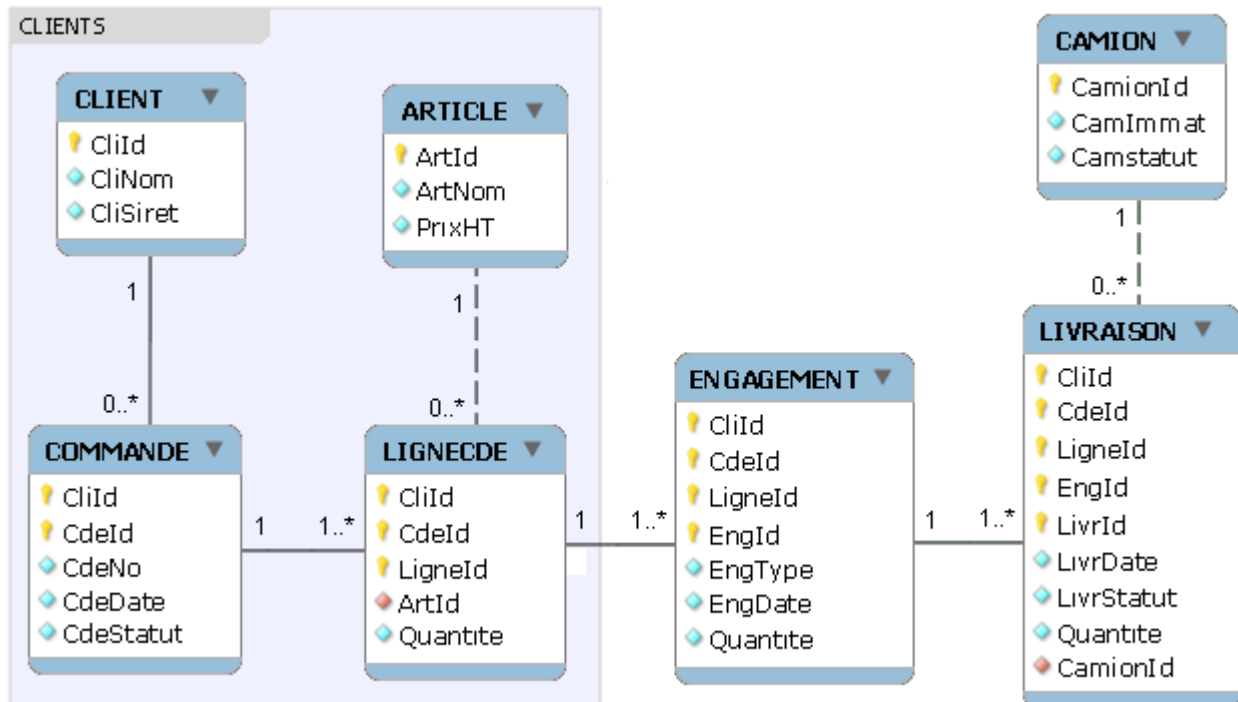 CLIENTS
CLIENT
CliId
CliNom
CliSiret
1
0..*
ARTICLE
ArtId
ArtNom
PrixHT
1
0..*
COMMANDE
CliId
CdeId
CdeNo
CdeDate
CdeStatut
1
1..*
LIGNECDE
CliId
CdeId
LigneId
ArtId
Quantite
1
1..*
ENGAGEMENT
CliId
CdeId
LigneId
EngId
EngType
EngDate
Quantite
1
1..*
CAMION
CamionId
CamImmat
Camstatut
1
0..*
LIVRAISON
CliId
CdeId
LigneId
EngId
LivrId
LivrDate
LivrStatut
Quantite
CamionId